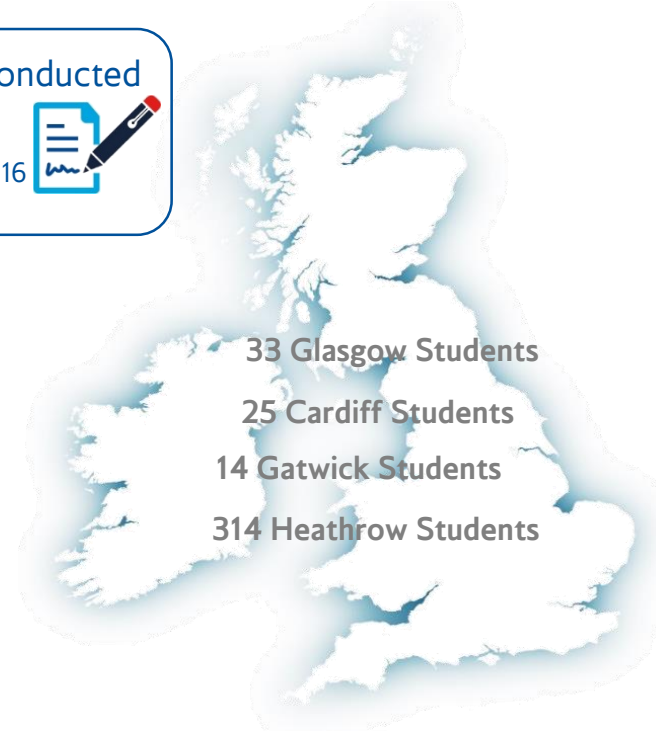 onducted
16
33 Glasgow Students
25 Cardiff Students
14 Gatwick Students
314 Heathrow Students